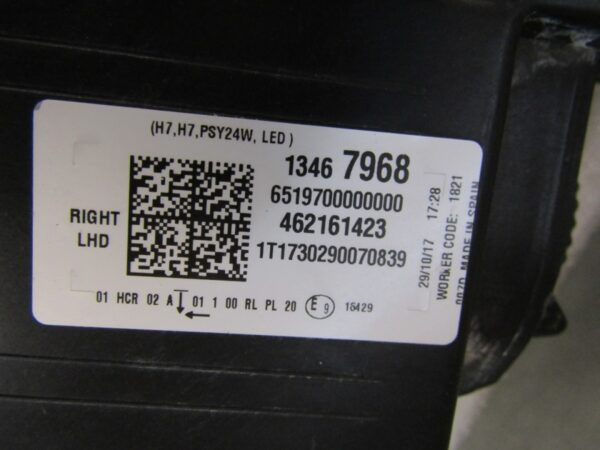 (H7,H7,PSY24W, LED)
1346 7968
6519700000000
462161423
1T1730290070839
RIGHT
LHD
01 HCR 02 A 01 1 00 RL PL 20 E9 16429
29/10/17 17:28
WORKER CODE: 1821
MADE IN SPAIN